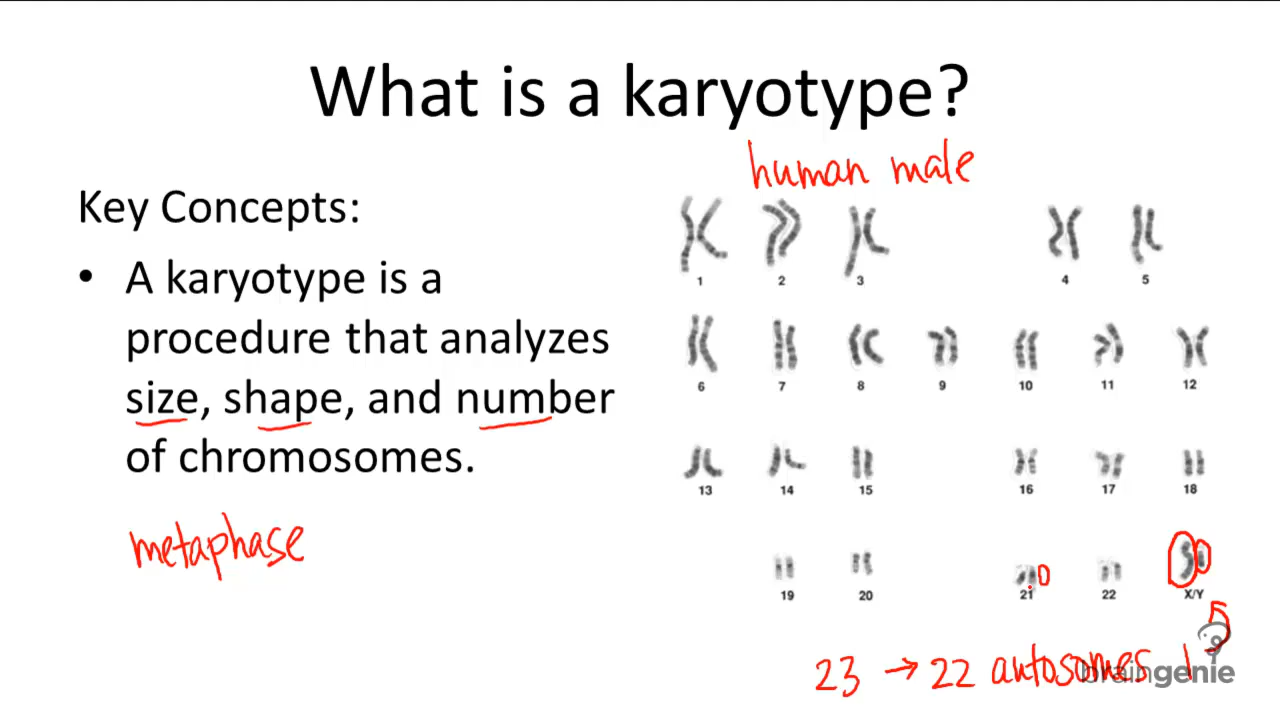 What is a karyotype?
human male
Key Concepts:
• A karyotype is a
procedure that analyzes
size, shape, and number
of chromosomes.
metaphase
1 2 3 4 5
6 7 8 9 10 11 12
13 14 15 16 17 18
19 20 21 22 X/Y
23 → 22 autosomes 1 5
braingenie